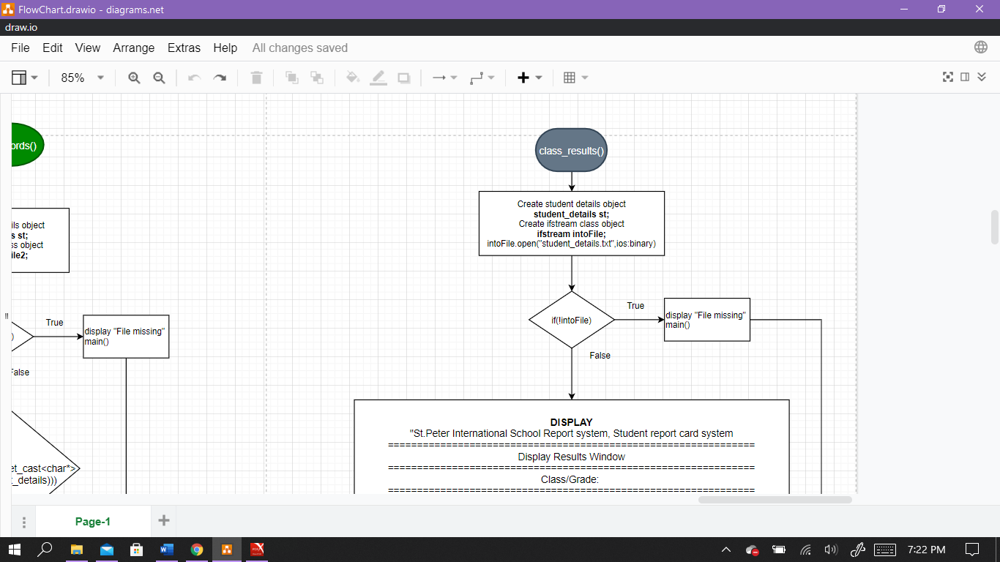 FlowChart.drawio - diagrams.net
draw.io
File Edit View Arrange Extras Help All changes saved
85%
ords()
ils object
s st;
ss object
ile2;
True
)
display "File missing"
main()
False
et_cast<char*>
t_details)))
class_results()
Create student details object
student_details st;
Create ifstream class object
ifstream intoFile;
intoFile.open("student_details.txt",ios:binary)
if(!intoFile)
True
display "File missing"
main()
False
DISPLAY
"St.Peter International School Report system, Student report card system
================================================================
Display Results Window
================================================================
Class/Grade:
================================================================
Page-1
7:22 PM